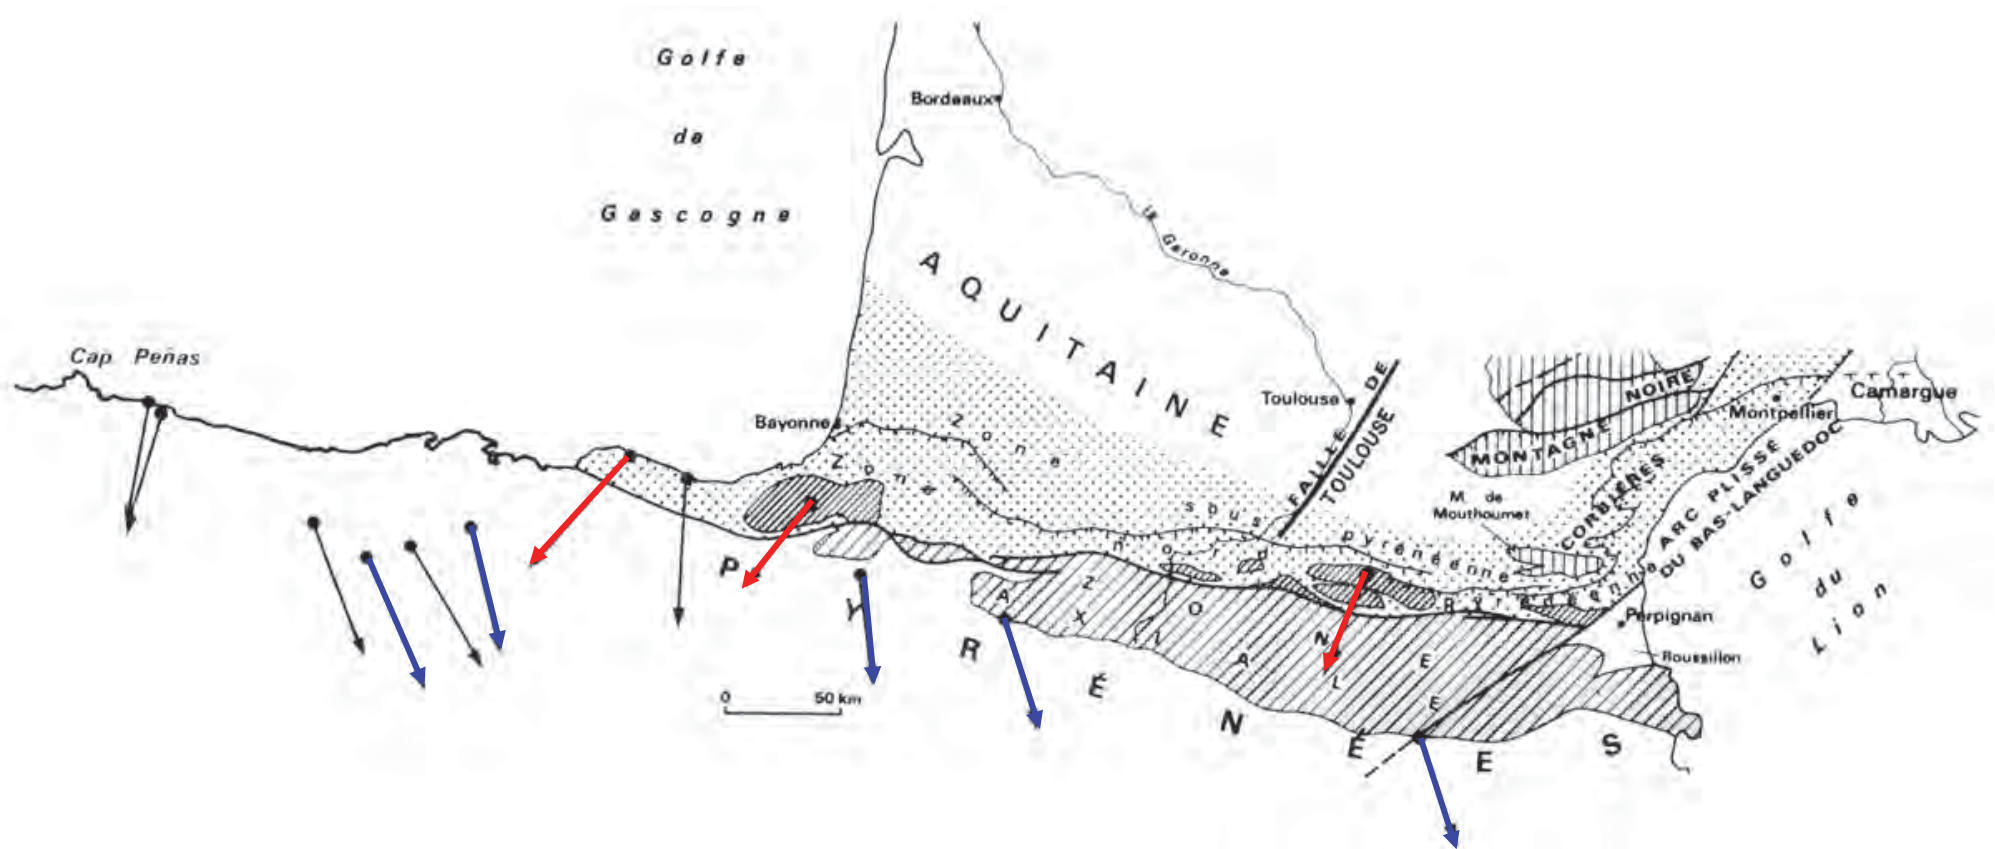 Golfe
de
Gascogne
Bordeaux
la Garonne
AQUITAINE
Cap Peñas
Bayonne
Toulouse
FAILLE DE
TOULOUSE
MONTAGNE NOIRE
Montpellier
Camargue
Zone sous pyrénéenne
Zone nord pyrénéenne
M. de
Mouthoumet
CORBIÈRES
ARC PLISSÉ
DU BAS-LANGUEDOC
Golfe
du
Lion
Perpignan
Roussillon
ZONE
AXIALE
PYRÉNÉES
0 50 km